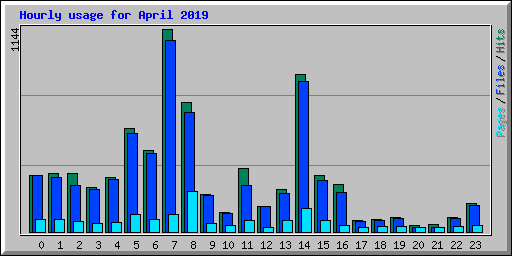 Hourly usage for April 2019
1144
Pages/Files/Hits
0 1 2 3 4 5 6 7 8 9 10 11 12 13 14 15 16 17 18 19 20 21 22 23